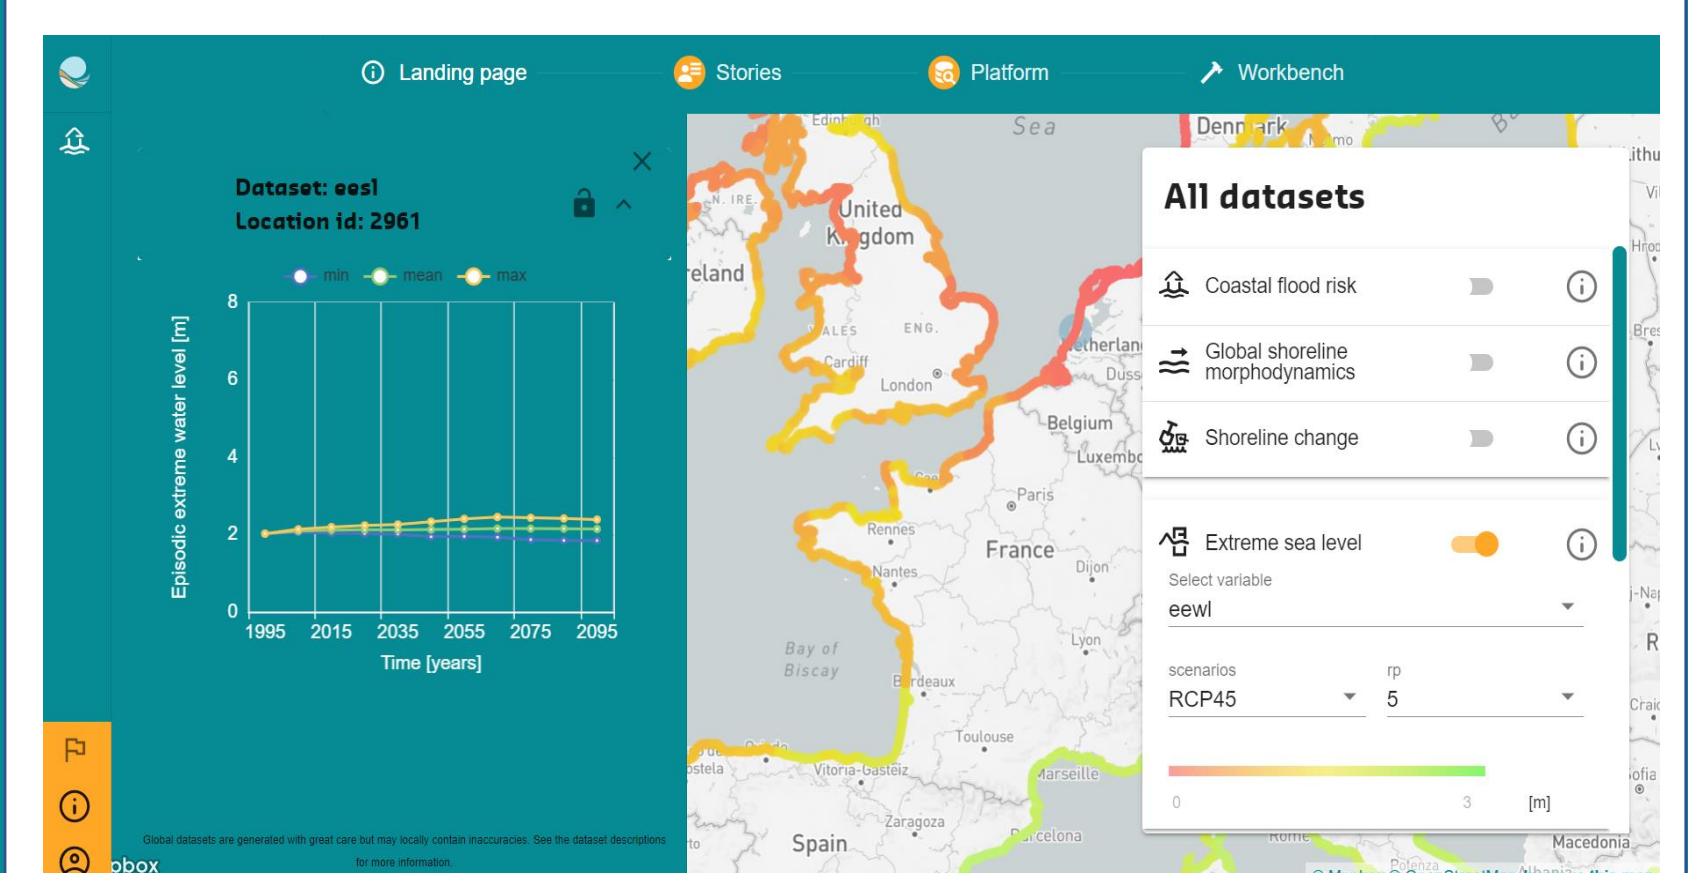 Landing page
Stories
Platform
Workbench
Dataset: eesl
Location id: 2961
min
mean
max
Episodic extreme water level [m]
8
6
4
2
0
1995 2015 2035 2055 2075 2095
Time [years]
Global datasets are generated with great care but may locally contain inaccuracies. See the dataset descriptions
for more information.
Sea
Denmark
N. IRE.
United
Kingdom
ENG.
Cardiff
London
Belgium
Paris
Rennes
France
Nantes
Dijon
Lyon
Bay of
Biscay
Bordeaux
Toulouse
Vitoria-Gasteiz
Marseille
Zaragoza
Spain
Macedonia
All datasets
Coastal flood risk
Global shoreline
morphodynamics
Shoreline change
Extreme sea level
Select variable
eewl
scenarios
rp
RCP45
5
0
3
[m]